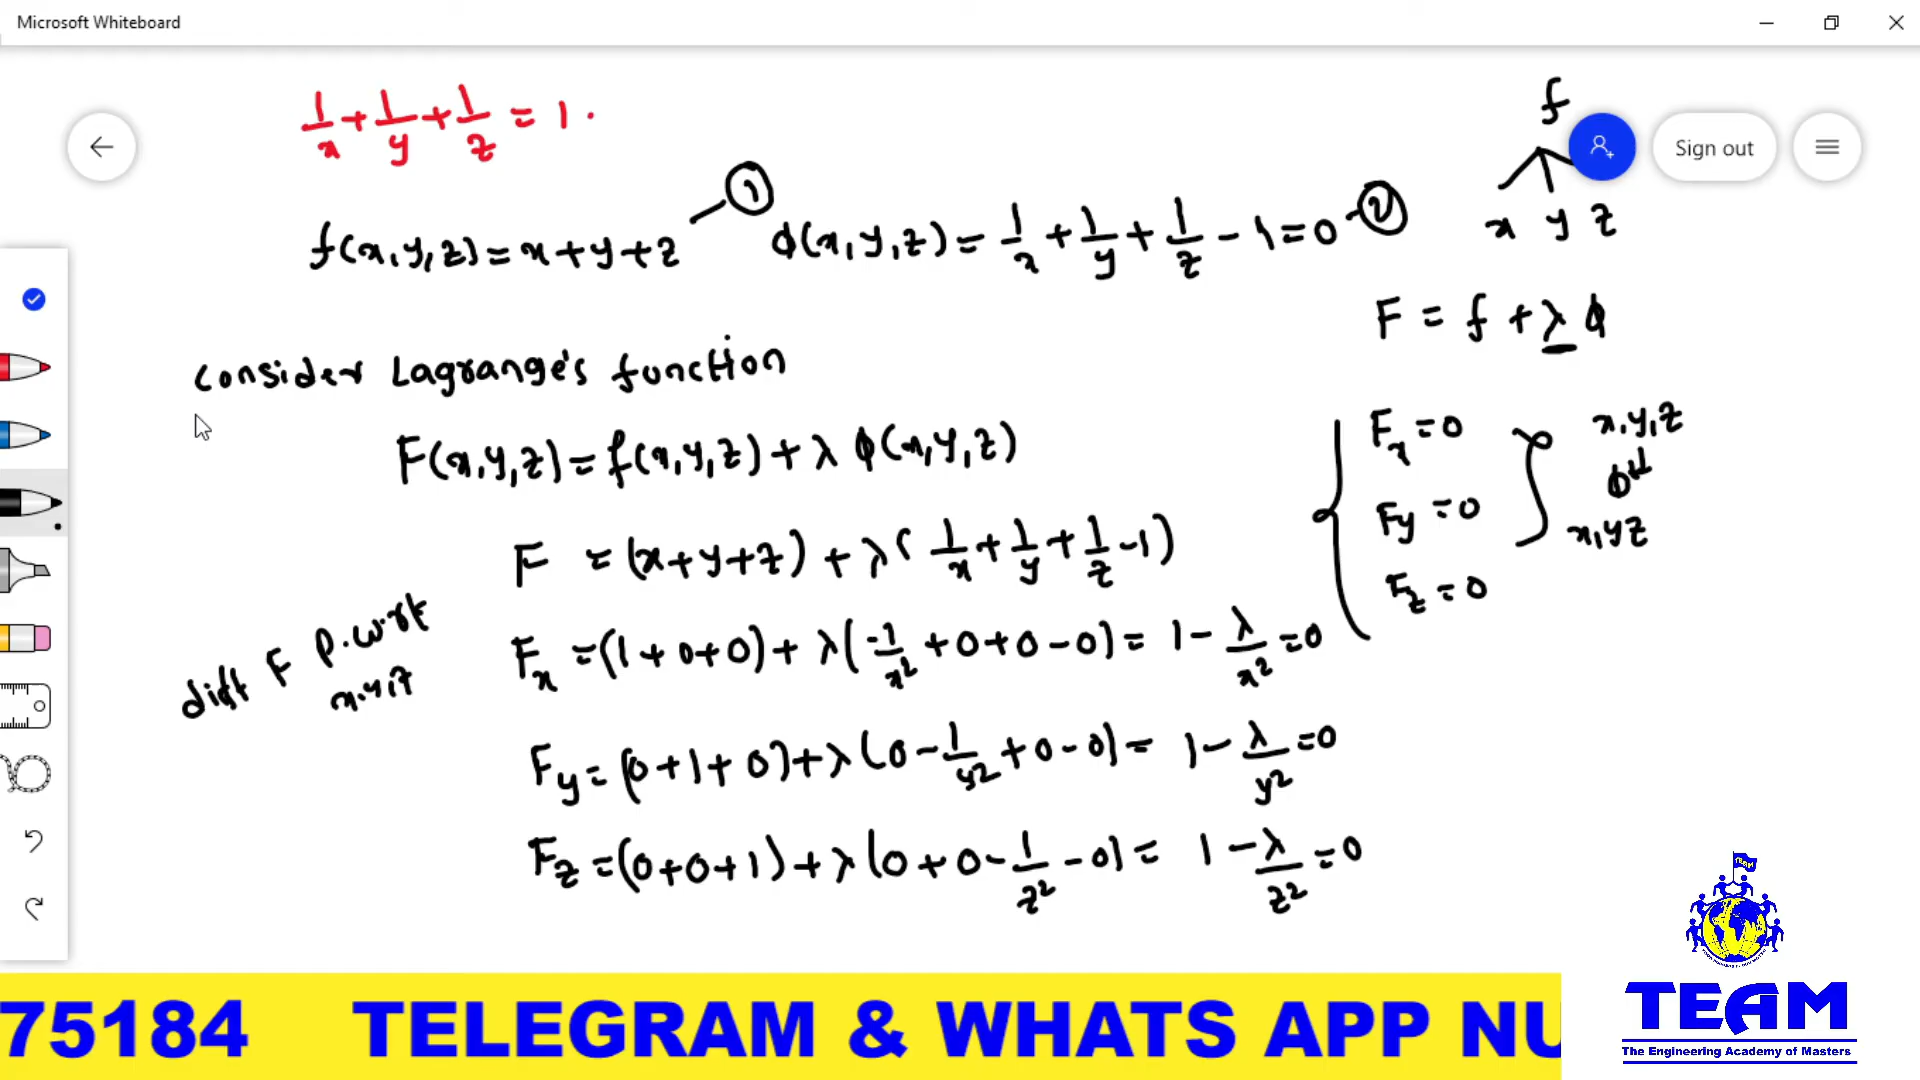 Microsoft Whiteboard
1/x + 1/y + 1/z = 1.
f
Sign out
x y z
f(x,y,z) = x+y+z — ①
ϕ(x,y,z) = 1/x + 1/y + 1/z - 1 = 0 - ②
F = f + λ ϕ
consider Lagrange's function
F(x,y,z) = f(x,y,z) + λ ϕ(x,y,z)
F = (x+y+z) + λ( 1/x + 1/y + 1/z - 1)
Fx = 0
Fy = 0
Fz = 0
x,y,z
x,yz
diff F p.w.r.t
x,y,z
Fx = (1+0+0) + λ(-1/x² + 0+0-0) = 1 - λ/x² = 0
Fy = (0+1+0) + λ(0 - 1/y² + 0-0) = 1 - λ/y² = 0
Fz = (0+0+1) + λ(0+0 - 1/z² - 0) = 1 - λ/z² = 0
75184 TELEGRAM & WHATS APP NU
TEAM
The Engineering Academy of Masters